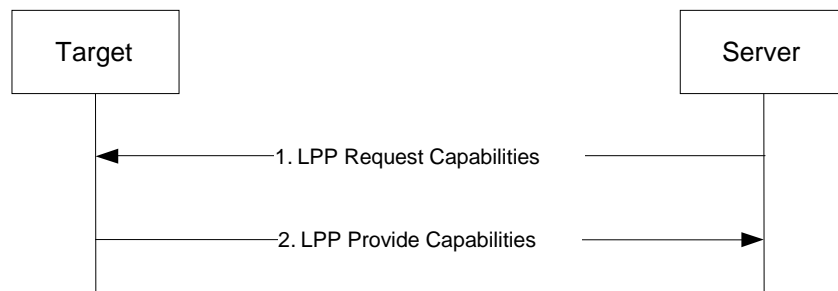 Target
Server
1. LPP Request Capabilities
2. LPP Provide Capabilities